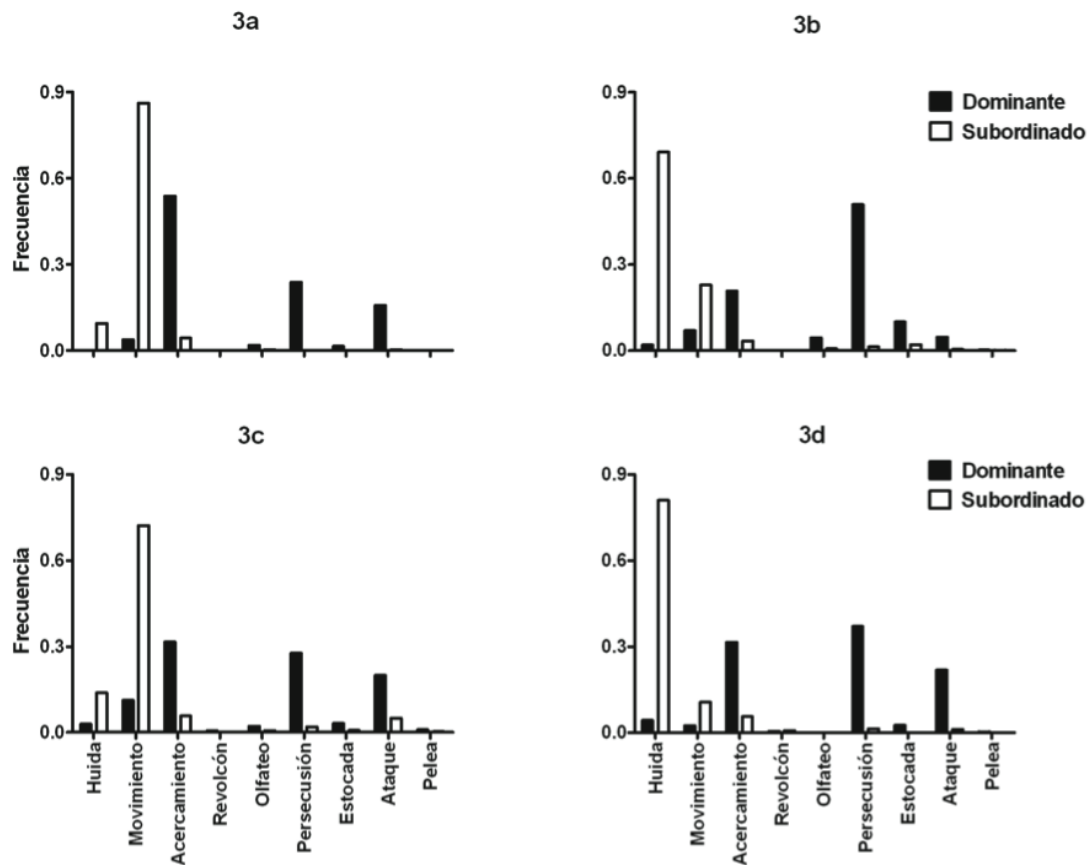 3a
3b
Frecuencia
0.9
0.6
0.3
0.0
0.9
0.6
0.3
0.0
Dominante
Subordinado
3c
3d
Frecuencia
0.9
0.6
0.3
0.0
Huida
Movimiento
Acercamiento
Revolcón
Olfateo
Persecusión
Estocada
Ataque
Pelea
0.9
0.6
0.3
0.0
Dominante
Subordinado
Huida
Movimiento
Acercamiento
Revolcón
Olfateo
Persecusión
Estocada
Ataque
Pelea